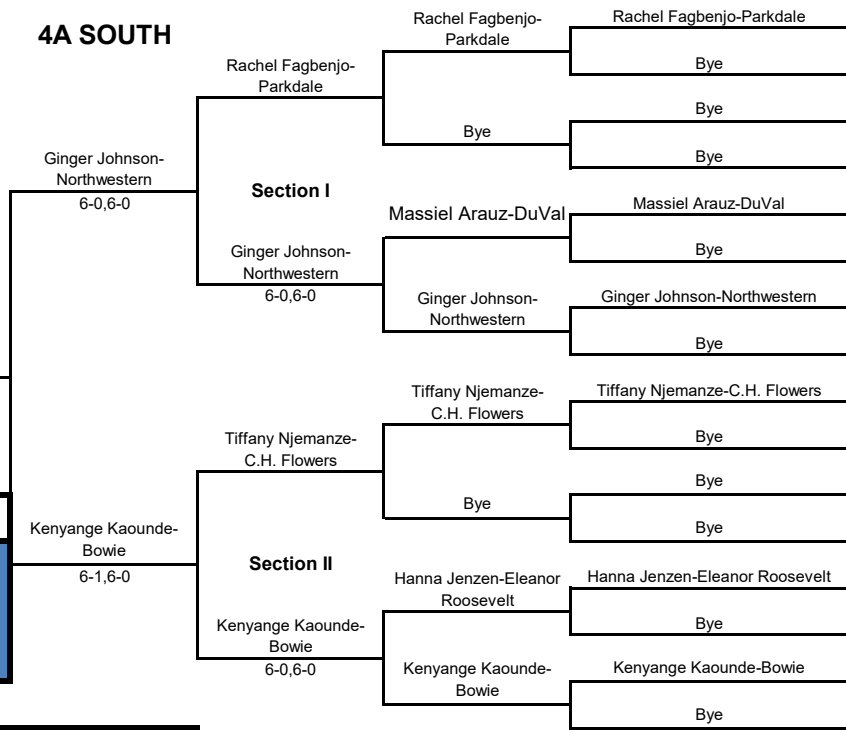 4A SOUTH
Rachel Fagbenjo-
Parkdale
Rachel Fagbenjo-Parkdale
Bye
Rachel Fagbenjo-
Parkdale
Bye
Bye
Bye
Ginger Johnson-
Northwestern
6-0,6-0
Section I
Massiel Arauz-DuVal
Massiel Arauz-DuVal
Bye
Ginger Johnson-
Northwestern
6-0,6-0
Ginger Johnson-
Northwestern
Ginger Johnson-Northwestern
Bye
Tiffany Njemanze-
C.H. Flowers
Tiffany Njemanze-C.H. Flowers
Bye
Tiffany Njemanze-
C.H. Flowers
Bye
Bye
Bye
Kenyange Kaounde-
Bowie
6-1,6-0
Section II
Hanna Jenzen-Eleanor
Roosevelt
Hanna Jenzen-Eleanor Roosevelt
Bye
Kenyange Kaounde-
Bowie
6-0,6-0
Kenyange Kaounde-
Bowie
Kenyange Kaounde-Bowie
Bye